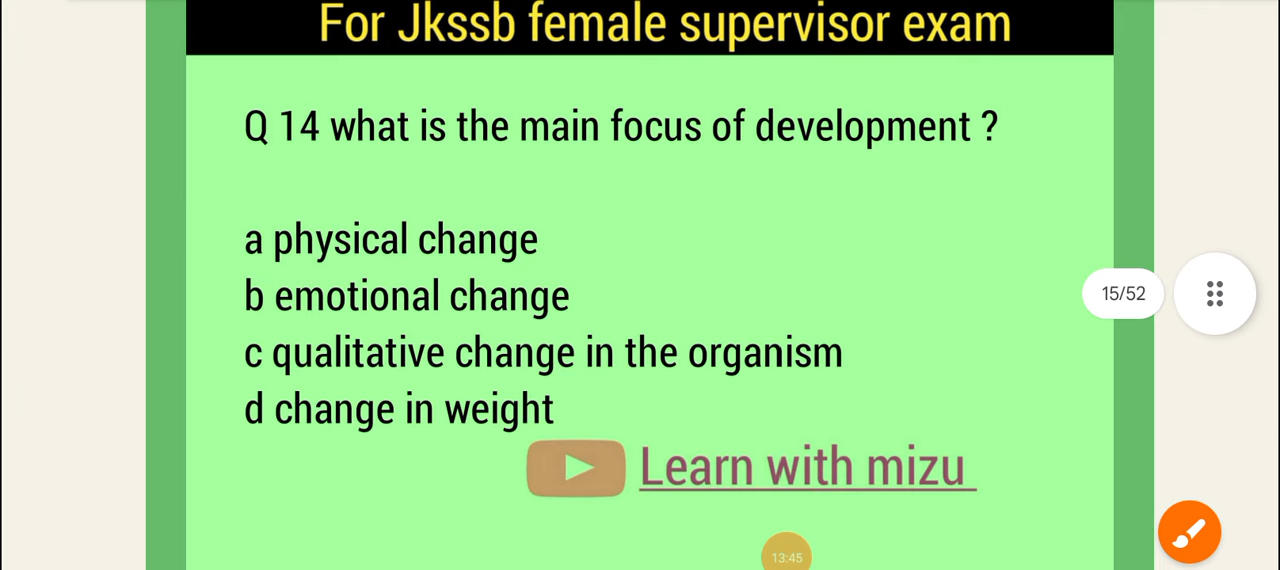 For Jkssb female supervisor exam
Q 14 what is the main focus of development ?
a physical change
b emotional change
15/52
c qualitative change in the organism
d change in weight
Learn with mizu
13:45